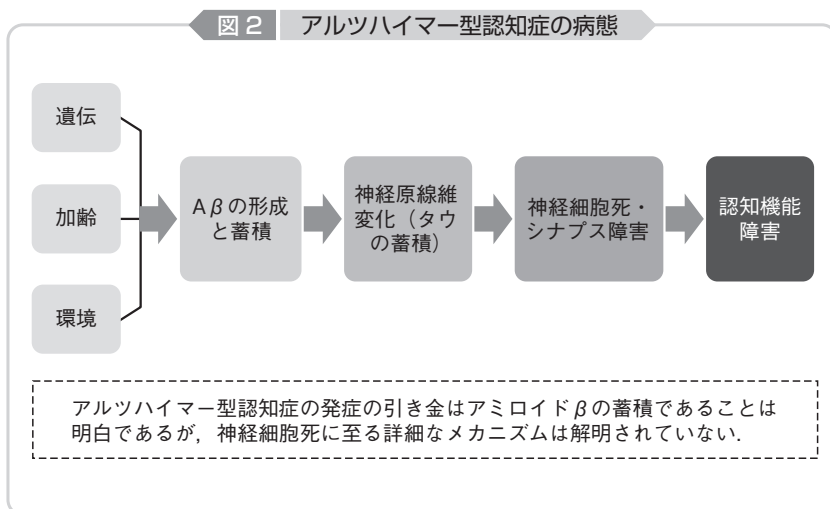 図2 アルツハイマー型認知症の病態
遺伝
加齢
環境
Aβの形成
と蓄積
神経原線維
変化（タウ
の蓄積）
神経細胞死・
シナプス障害
認知機能
障害
アルツハイマー型認知症の発症の引き金はアミロイドβの蓄積であることは
明白であるが，神経細胞死に至る詳細なメカニズムは解明されていない．